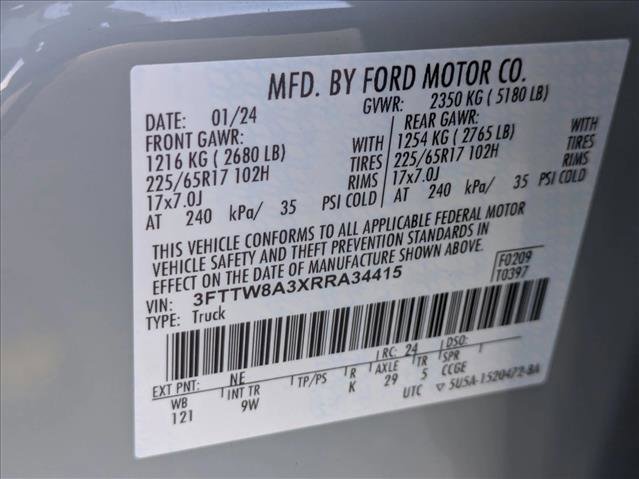 MFD. BY FORD MOTOR CO.
DATE: 01/24 GVWR: 2350 KG ( 5180 LB)
FRONT GAWR: REAR GAWR:
1216 KG ( 2680 LB) WITH 1254 KG ( 2765 LB) WITH
225/65R17 102H TIRES 225/65R17 102H TIRES
17x7.0J RIMS 17x7.0J RIMS
AT 240 kPa/ 35 PSI COLD AT 240 kPa/ 35 PSI COLD
THIS VEHICLE CONFORMS TO ALL APPLICABLE FEDERAL MOTOR
VEHICLE SAFETY AND THEFT PREVENTION STANDARDS IN
EFFECT ON THE DATE OF MANUFACTURE SHOWN ABOVE.
VIN: 3FTTW8A3XRRA34415 F0209
TYPE: Truck T0397
EXT PNT: NE RC: 24 DSO:
WB INT TR TP/PS R AXLE TR SPR
121 9W K 29 5 CCGE
UTC ▽ 5U5A-1520472-BA